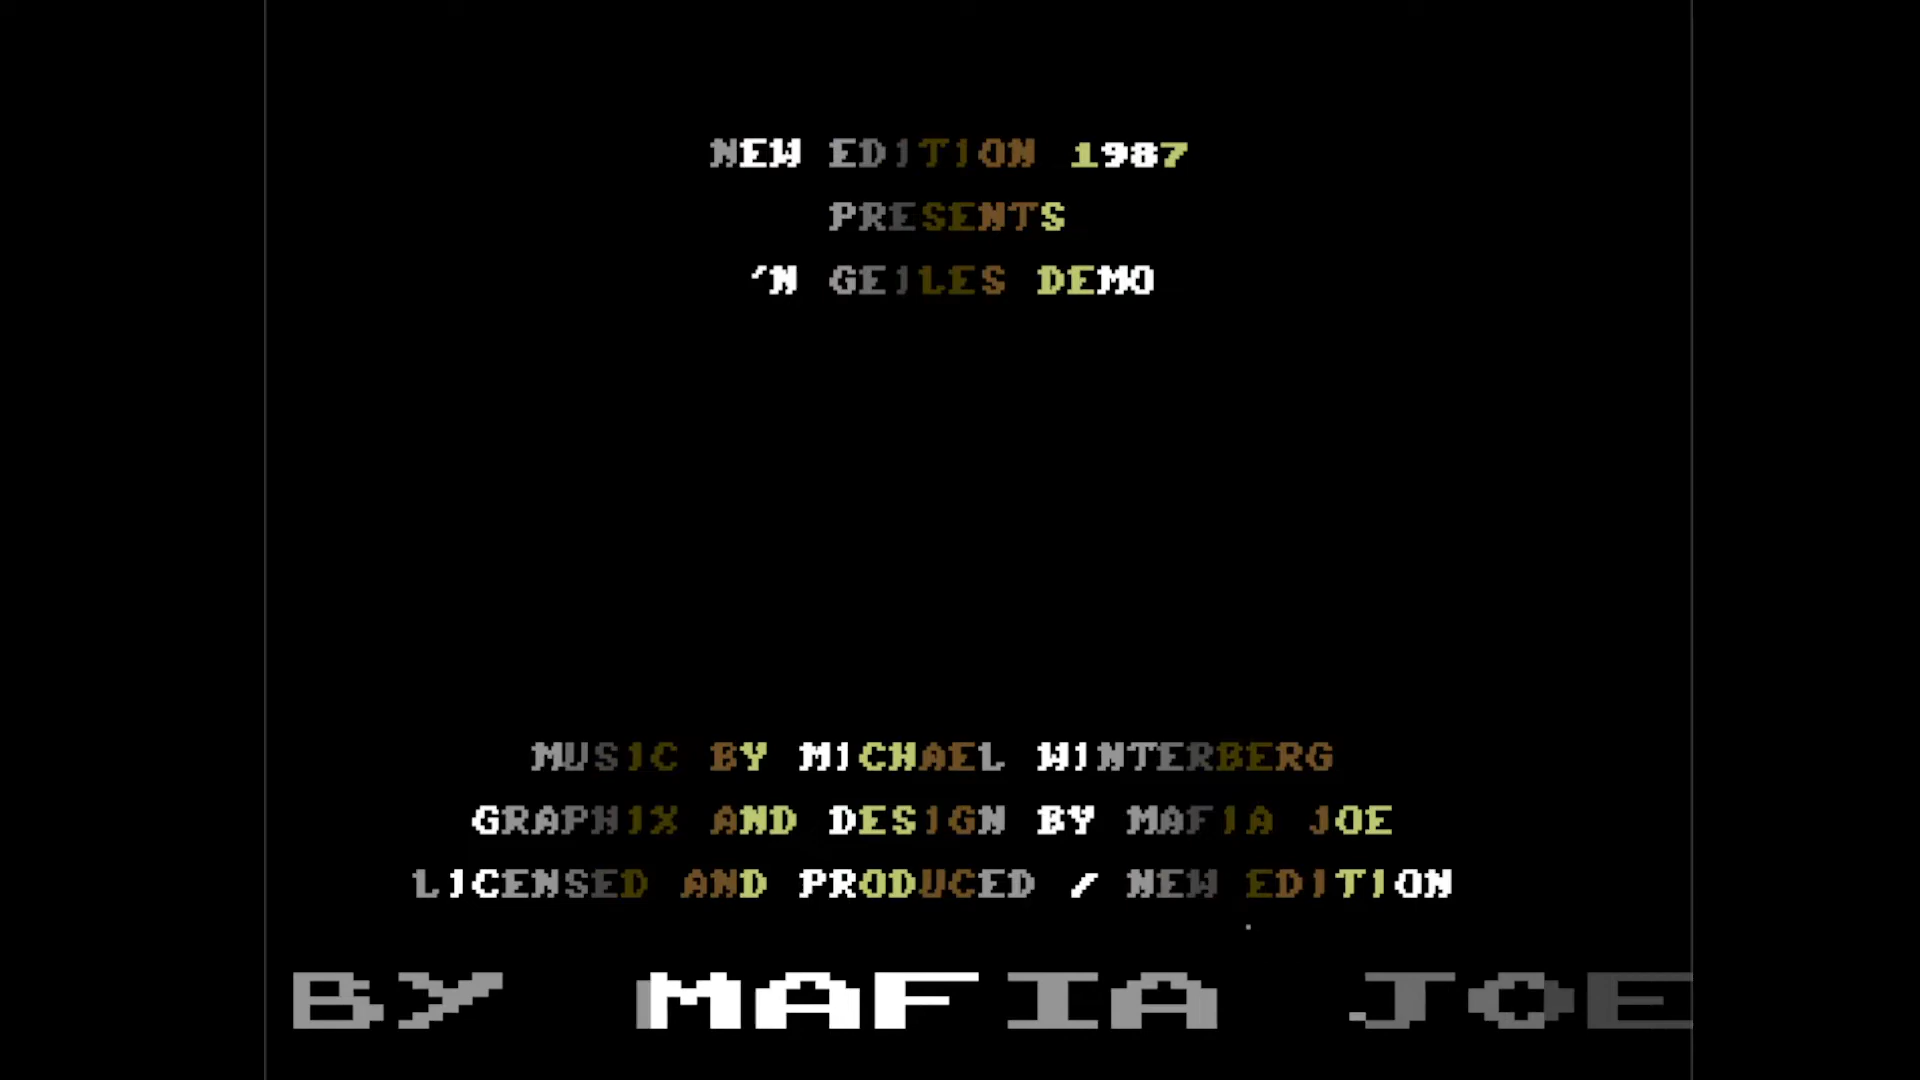 NEW EDITION 1987
PRESENTS
'N GEILES DEMO
MUSIC BY MICHAEL WINTERBERG
GRAPHIX AND DESIGN BY MAFIA JOE
LICENSED AND PRODUCED / NEW EDITION
BY MAFIA JOE